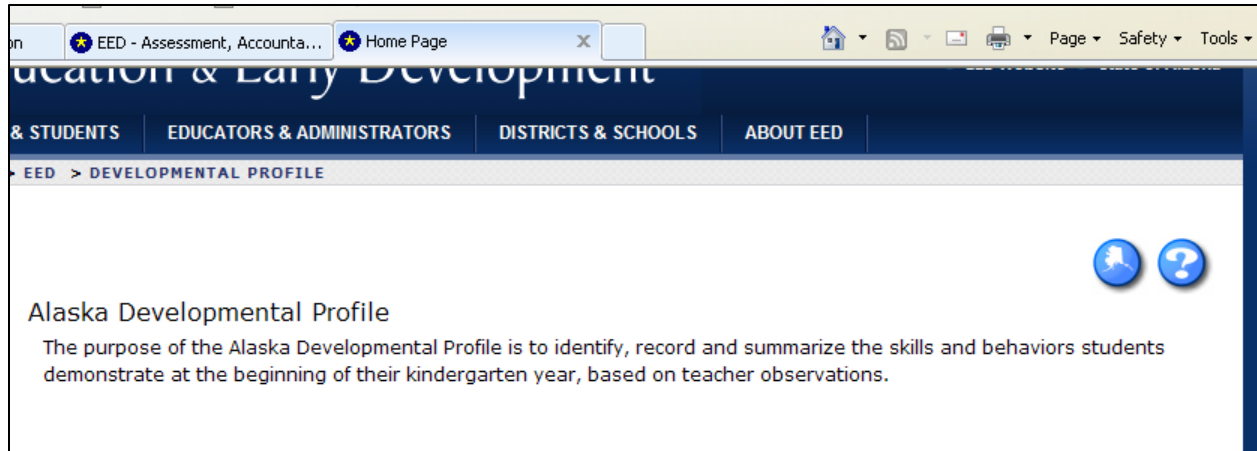 EED - Assessment, Accounta... Home Page Page Safety Tools
& Early Development
& STUDENTS EDUCATORS & ADMINISTRATORS DISTRICTS & SCHOOLS ABOUT EED
> EED > DEVELOPMENTAL PROFILE
Alaska Developmental Profile
The purpose of the Alaska Developmental Profile is to identify, record and summarize the skills and behaviors students
demonstrate at the beginning of their kindergarten year, based on teacher observations.